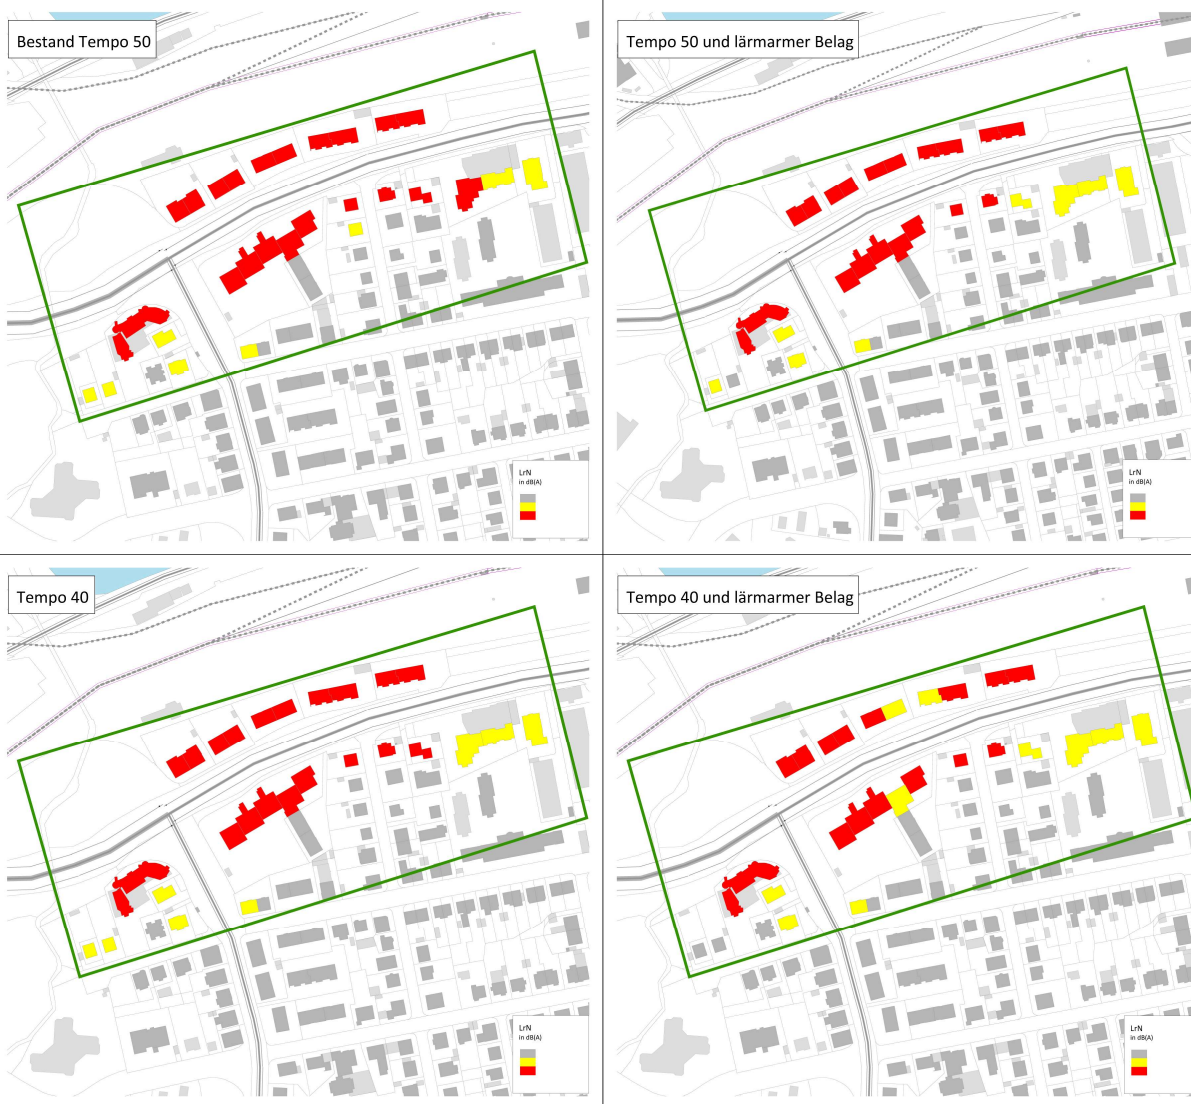 Bestand Tempo 50
LrN
in dB(A)
Tempo 50 und lärmarmer Belag
LrN
in dB(A)
Tempo 40
LrN
in dB(A)
Tempo 40 und lärmarmer Belag
LrN
in dB(A)